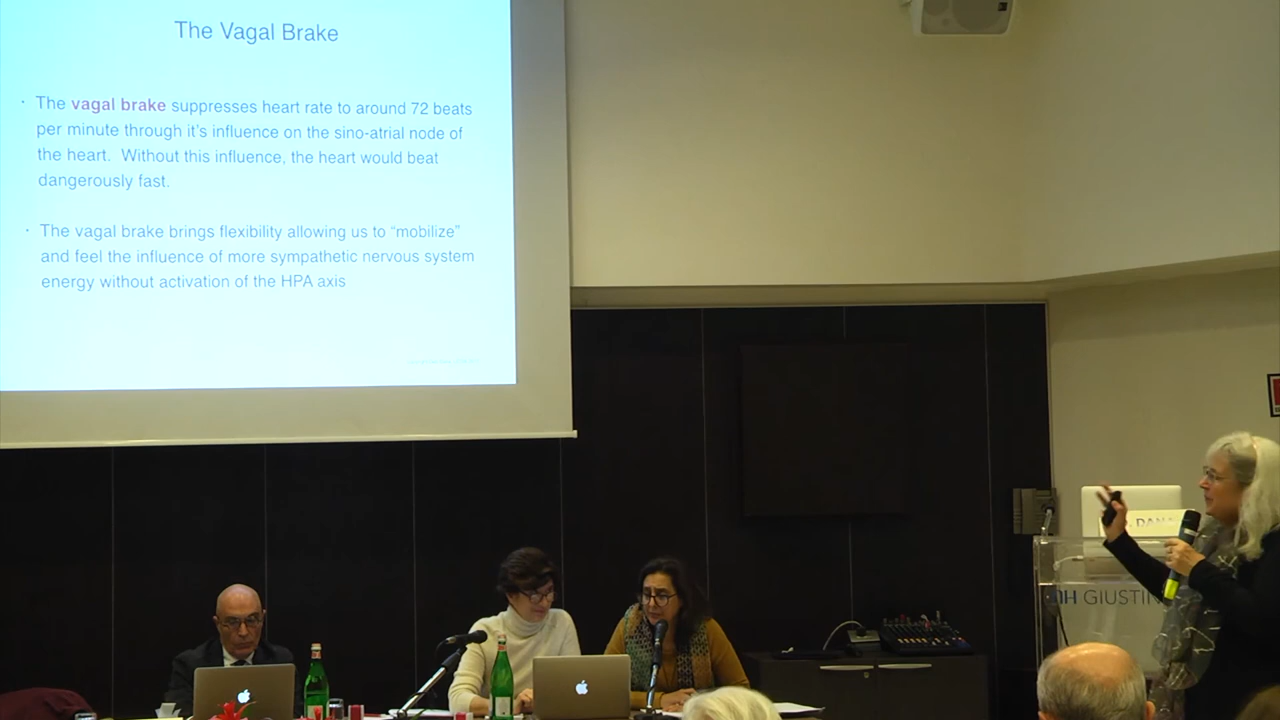 The Vagal Brake
· The vagal brake suppresses heart rate to around 72 beats
per minute through it's influence on the sino-atrial node of
the heart. Without this influence, the heart would beat
dangerously fast.
· The vagal brake brings flexibility allowing us to “mobilize”
and feel the influence of more sympathetic nervous system
energy without activation of the HPA axis
NH GIUSTIN